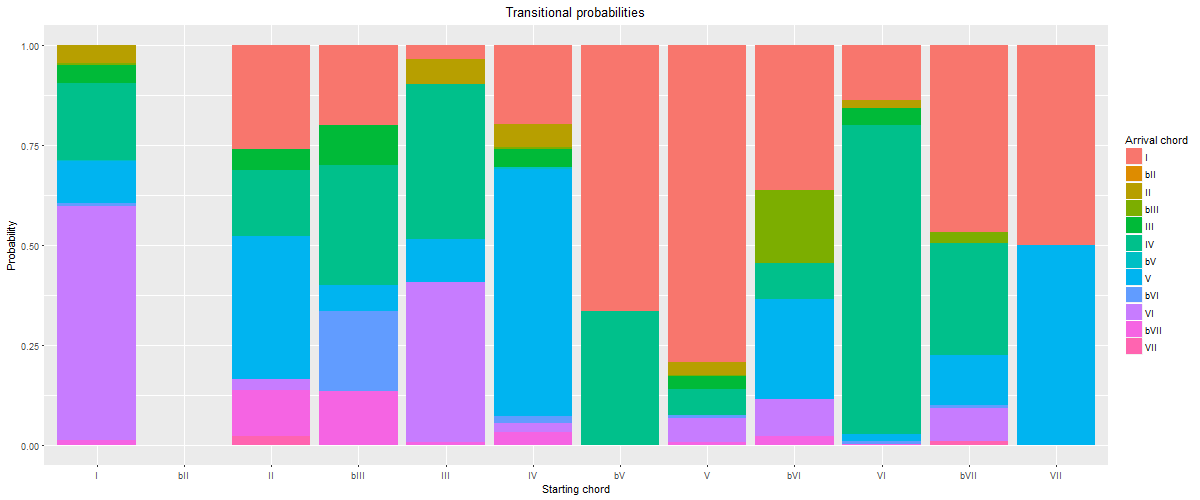 Transitional probabilities
Probability
1.00
0.75
0.50
0.25
0.00
I bII II bIII III IV bV V bVI VI bVII VII
Starting chord
Arrival chord
I
bII
II
bIII
III
IV
bV
V
bVI
VI
bVII
VII